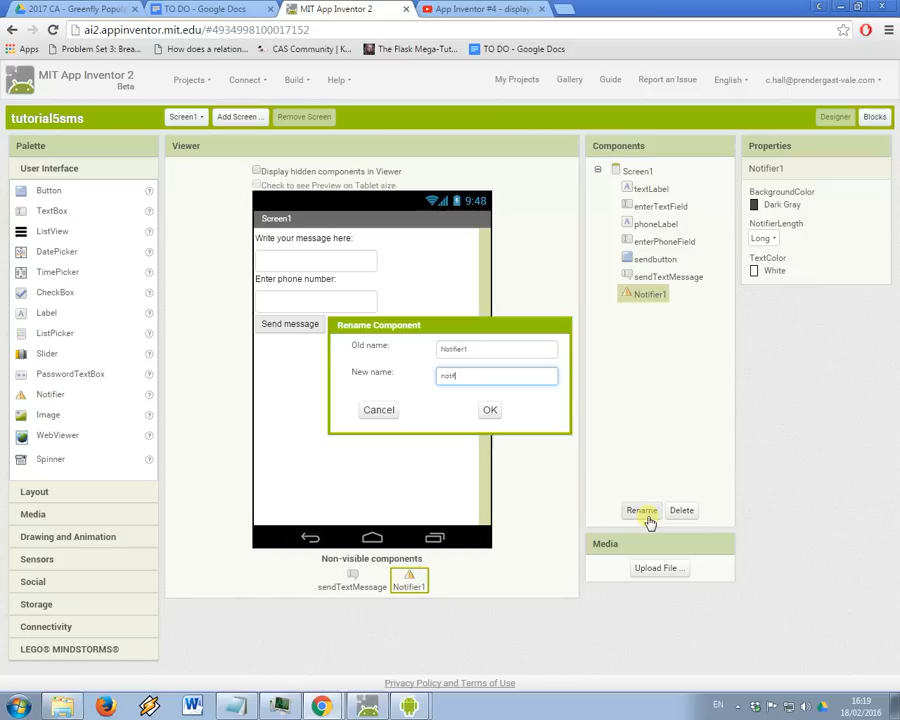 2017 CA - Greenfly Popul
TO DO - Google Docs
MIT App Inventor 2
App Inventor #4 - display
ai2.appinventor.mit.edu/#4934998100017152
Apps
Problem Set 3: Brea...
How does a relation...
CAS Community | K...
The Flask Mega-Tut...
TO DO - Google Docs
MIT App Inventor 2
Beta
Projects
Connect
Build
Help
My Projects
Gallery
Guide
Report an Issue
English
c.hall@prendergast-vale.com
tutorial5sms
Screen1
Add Screen ...
Remove Screen
Designer
Blocks
Palette
Viewer
Components
Properties
User Interface
Button
TextBox
ListView
DatePicker
TimePicker
CheckBox
Label
ListPicker
Slider
PasswordTextBox
Notifier
Image
WebViewer
Spinner
Layout
Media
Drawing and Animation
Sensors
Social
Storage
Connectivity
LEGO® MINDSTORMS®
Display hidden components in Viewer
Check to see Preview on Tablet size
9:48
Screen1
Write your message here:
Enter phone number:
Send message
Rename Component
Old name:
Notifier1
New name:
notif
Cancel
OK
Non-visible components
sendTextMessage
Notifier1
Screen1
textLabel
enterTextField
phoneLabel
enterPhoneField
sendbutton
sendTextMessage
Notifier1
Rename
Delete
Media
Upload File ...
Notifier1
BackgroundColor
Dark Gray
NotifierLength
Long
TextColor
White
Privacy Policy and Terms of Use
EN
16:19
18/02/2016